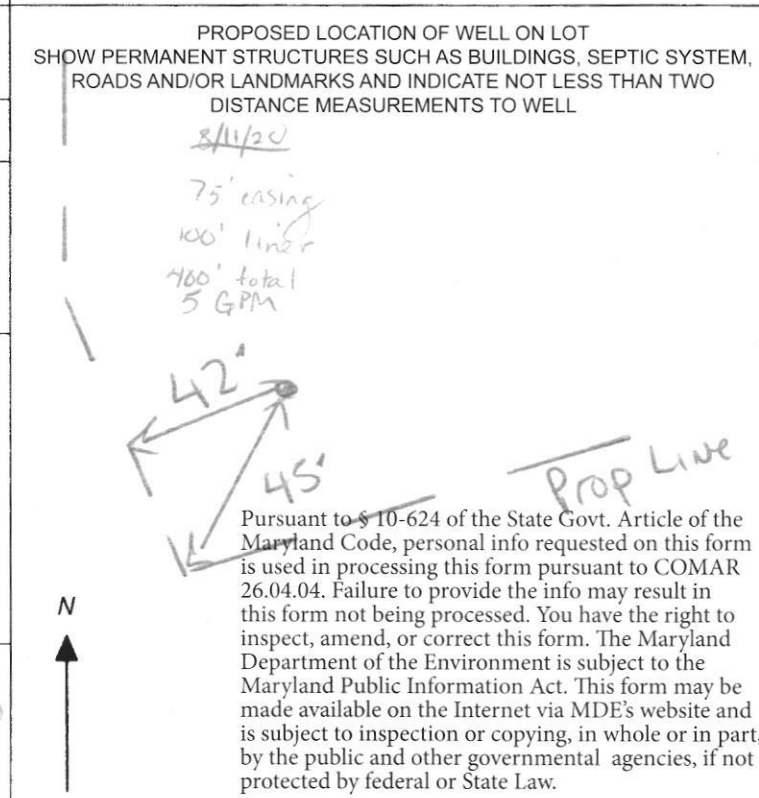 PROPOSED LOCATION OF WELL ON LOT
SHOW PERMANENT STRUCTURES SUCH AS BUILDINGS, SEPTIC SYSTEM,
ROADS AND/OR LANDMARKS AND INDICATE NOT LESS THAN TWO
DISTANCE MEASUREMENTS TO WELL
8/11/20
75' casing
100' liner
400' total
5 GPM
42'
45'
Prop Line
Pursuant to § 10-624 of the State Govt. Article of the
Maryland Code, personal info requested on this form
is used in processing this form pursuant to COMAR
26.04.04. Failure to provide the info may result in
this form not being processed. You have the right to
inspect, amend, or correct this form. The Maryland
Department of the Environment is subject to the
Maryland Public Information Act. This form may be
made available on the Internet via MDE's website and
is subject to inspection or copying, in whole or in part,
by the public and other governmental agencies, if not
protected by federal or State Law.
N